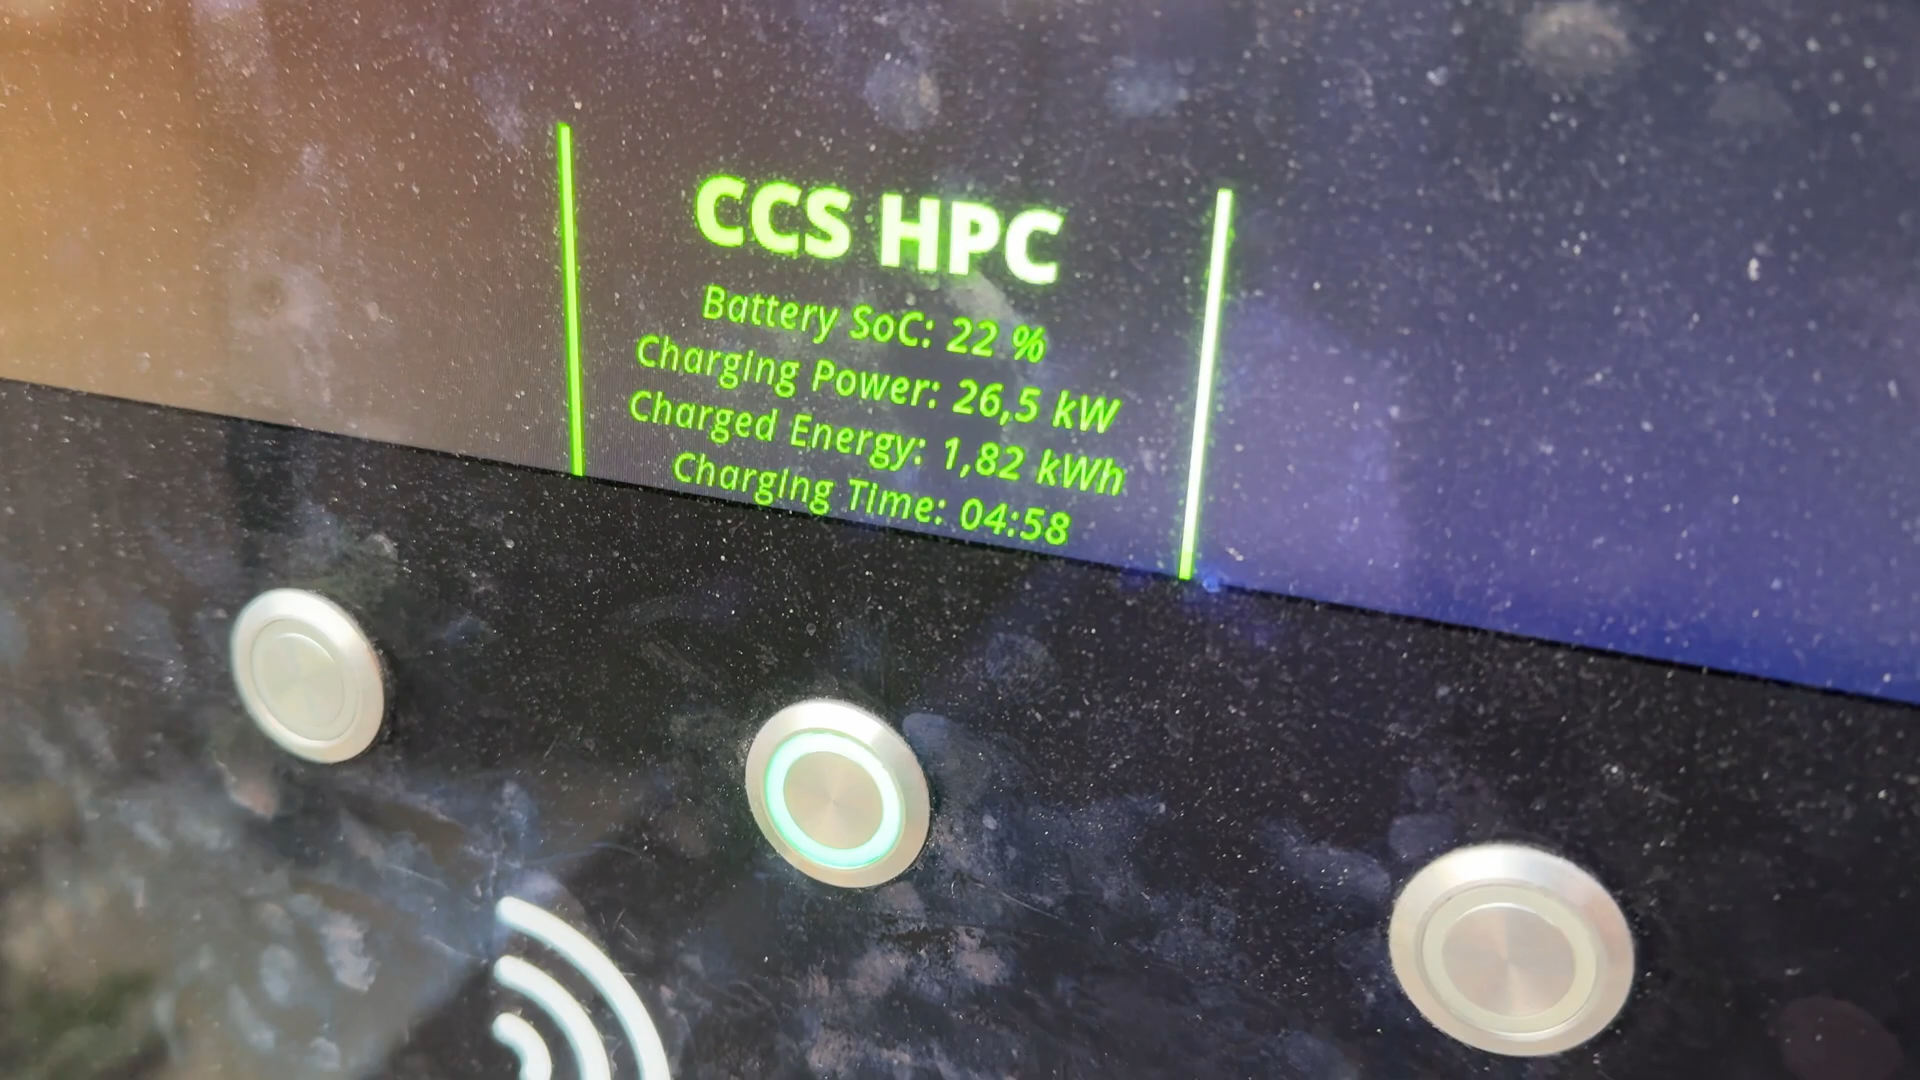 CCS HPC
Battery SoC: 22 %
Charging Power: 26,5 kW
Charged Energy: 1,82 kWh
Charging Time: 04:58